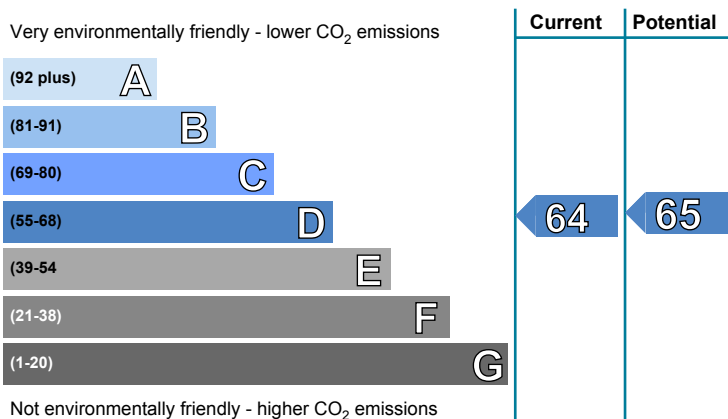 Current Potential
Very environmentally friendly - lower CO2 emissions
(92 plus) A
(81-91) B
(69-80) C
(55-68) D 64 65
(39-54 E
(21-38) F
(1-20) G
Not environmentally friendly - higher CO2 emissions